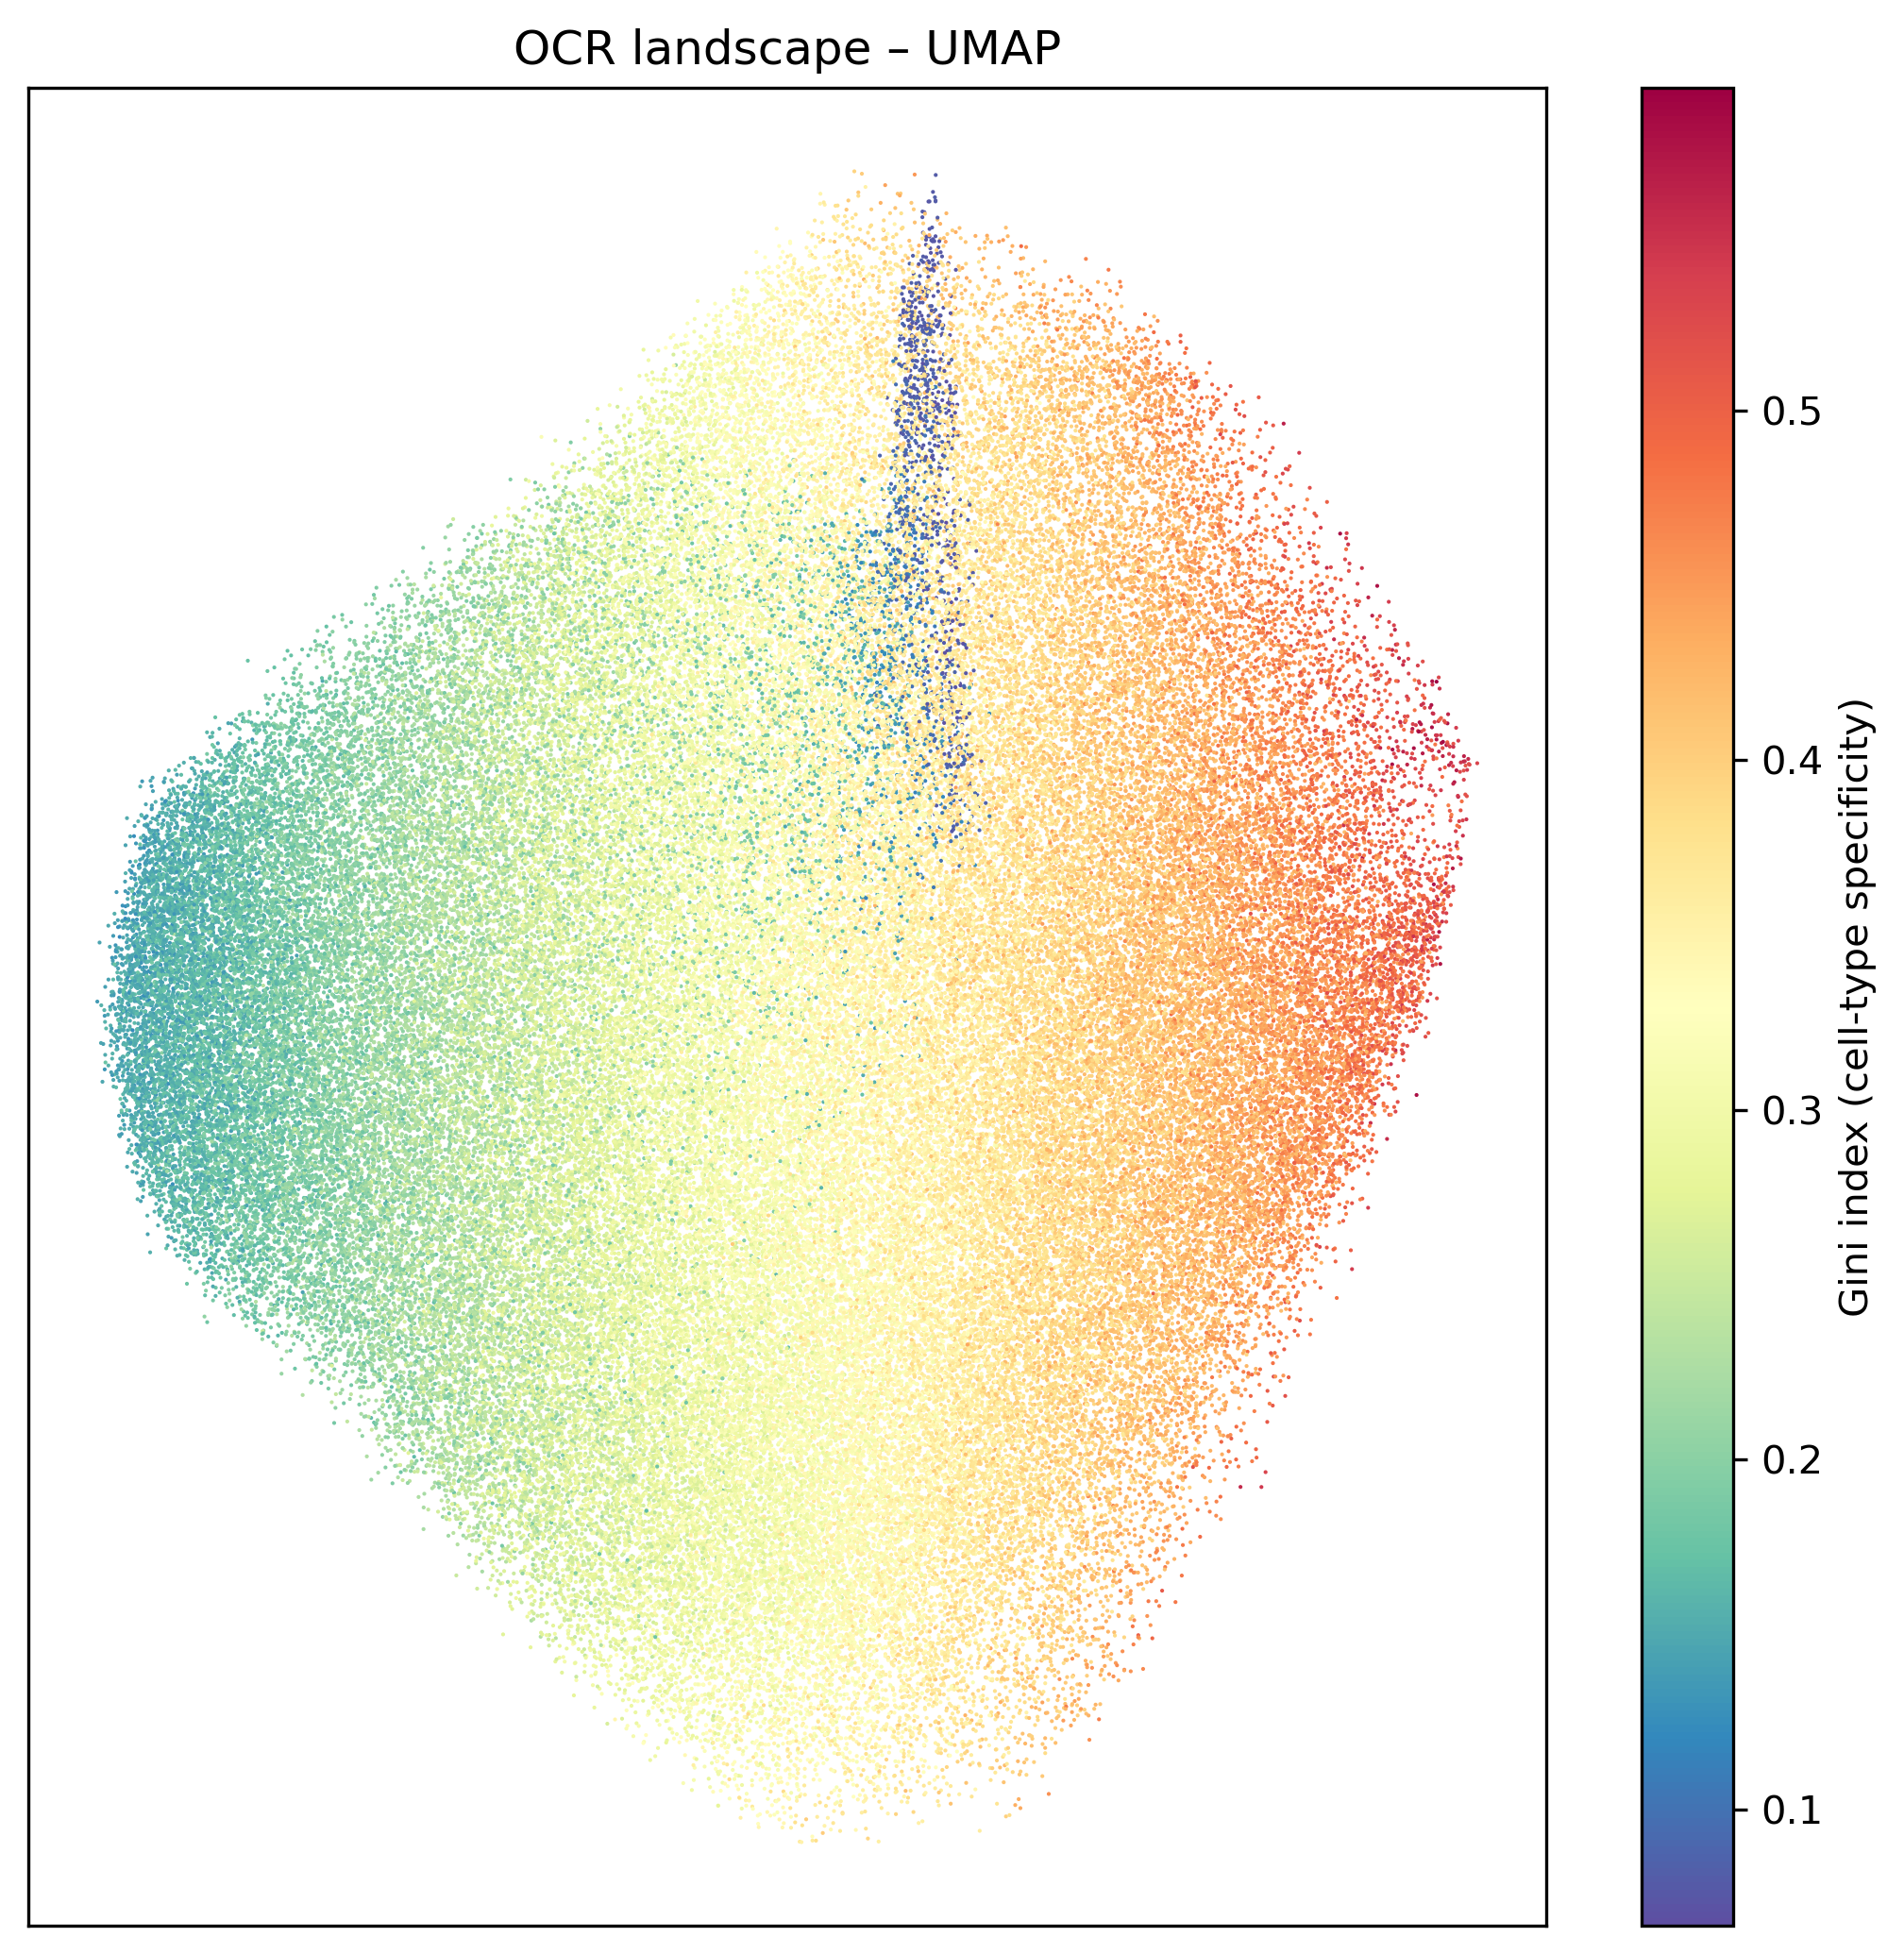 OCR landscape – UMAP
0.5
0.4
0.3
0.2
0.1
Gini index (cell-type specificity)